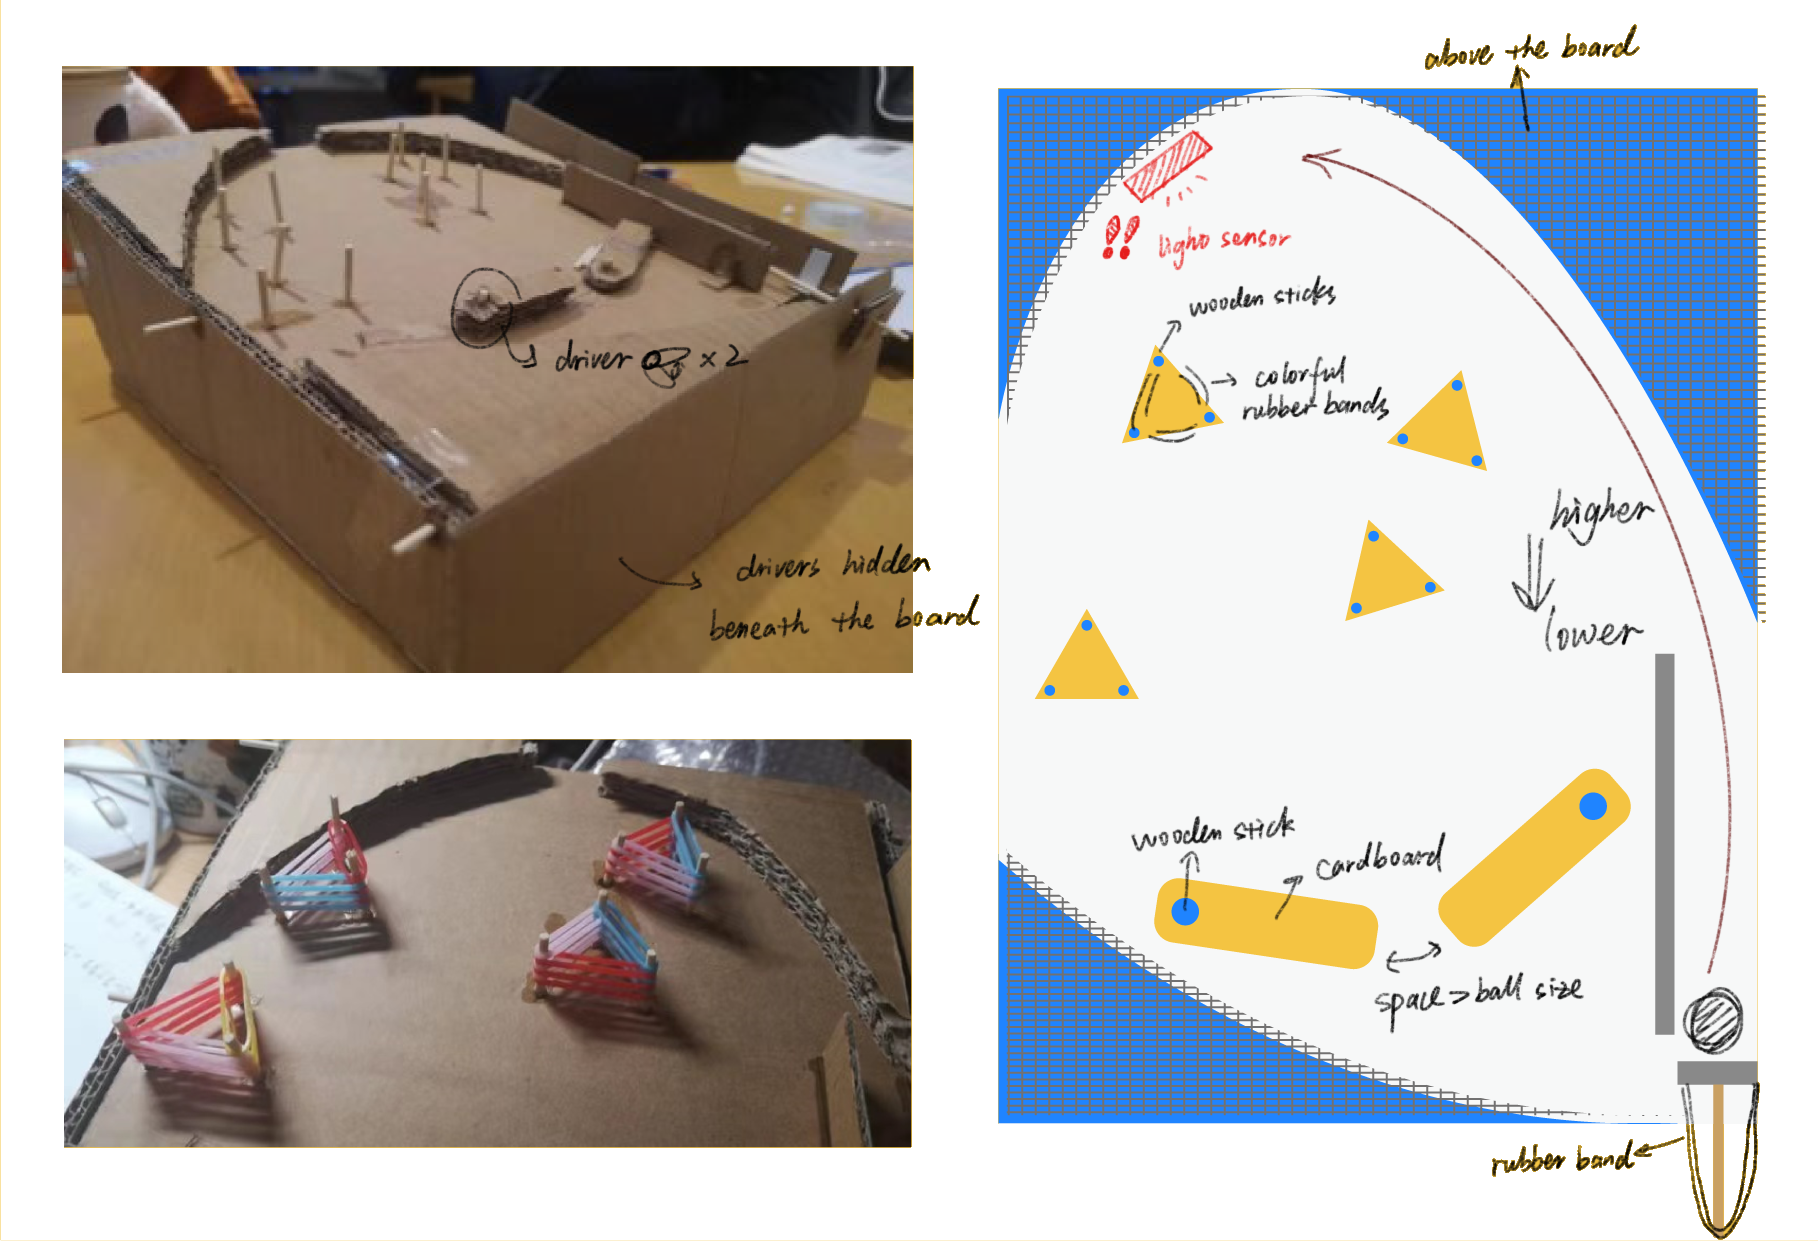 driver × 2
drivers hidden
beneath the board
above the board
!!
ligho sensor
wooden sticks
colorful
rubber bands
higher
lower
wooden stick
cardboard
space > ball size
rubber band